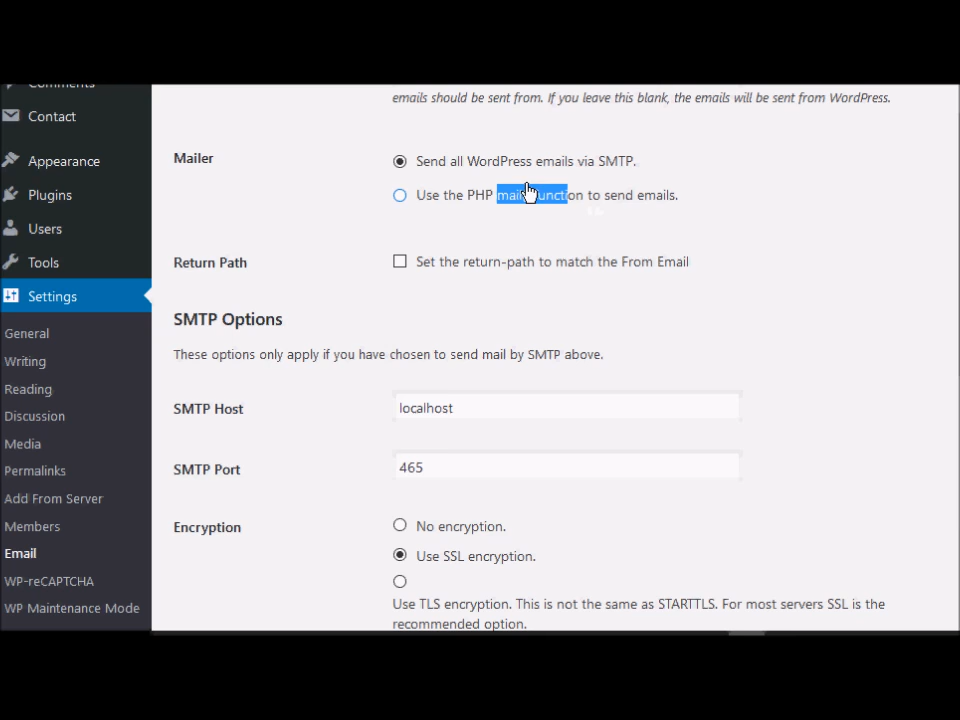 Comments
emails should be sent from. If you leave this blank, the emails will be sent from WordPress.
Contact
Mailer
Send all WordPress emails via SMTP.
Appearance
Use the PHP mail function to send emails.
Plugins
Users
Tools
Return Path
Set the return-path to match the From Email
Settings
SMTP Options
General
These options only apply if you have chosen to send mail by SMTP above.
Writing
Reading
SMTP Host
localhost
Discussion
Media
SMTP Port
465
Permalinks
Add From Server
Members
Encryption
No encryption.
Email
Use SSL encryption.
WP-reCAPTCHA
WP Maintenance Mode
Use TLS encryption. This is not the same as STARTTLS. For most servers SSL is the
recommended option.